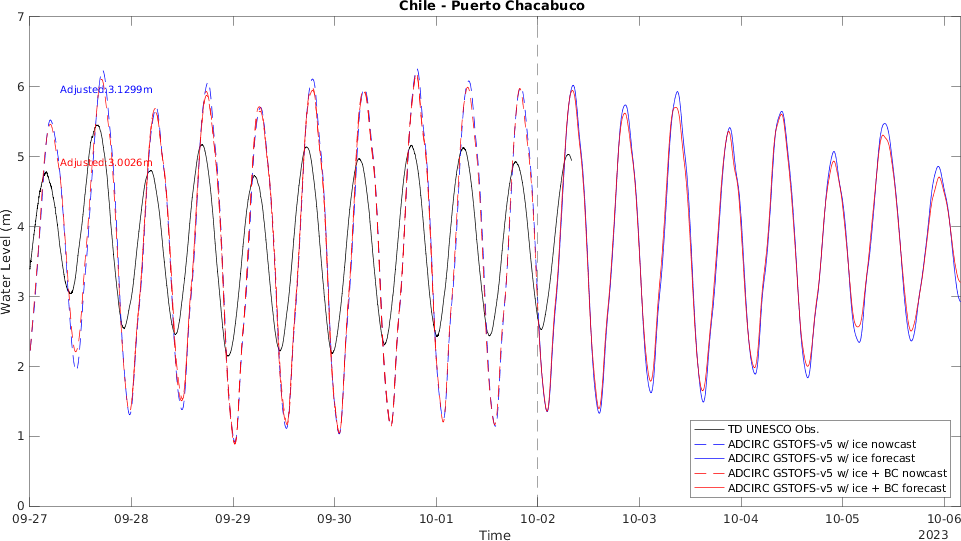 Chile - Puerto Chacabuco
7
6
5
4
3
2
1
0
Water Level (m)
Adjusted:3.1299m
Adjusted:3.0026m
TD UNESCO Obs.
ADCIRC GSTOFS-v5 w/ ice nowcast
ADCIRC GSTOFS-v5 w/ ice forecast
ADCIRC GSTOFS-v5 w/ ice + BC nowcast
ADCIRC GSTOFS-v5 w/ ice + BC forecast
09-27 09-28 09-29 09-30 10-01 10-02 10-03 10-04 10-05 10-06
Time
2023